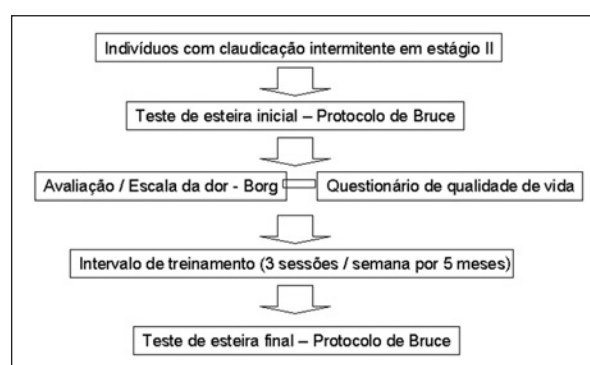 Indivíduos com claudicação intermitente em estágio II
Teste de esteira inicial – Protocolo de Bruce
Avaliação / Escala da dor - Borg
Questionário de qualidade de vida
Intervalo de treinamento (3 sessões / semana por 5 meses)
Teste de esteira final – Protocolo de Bruce